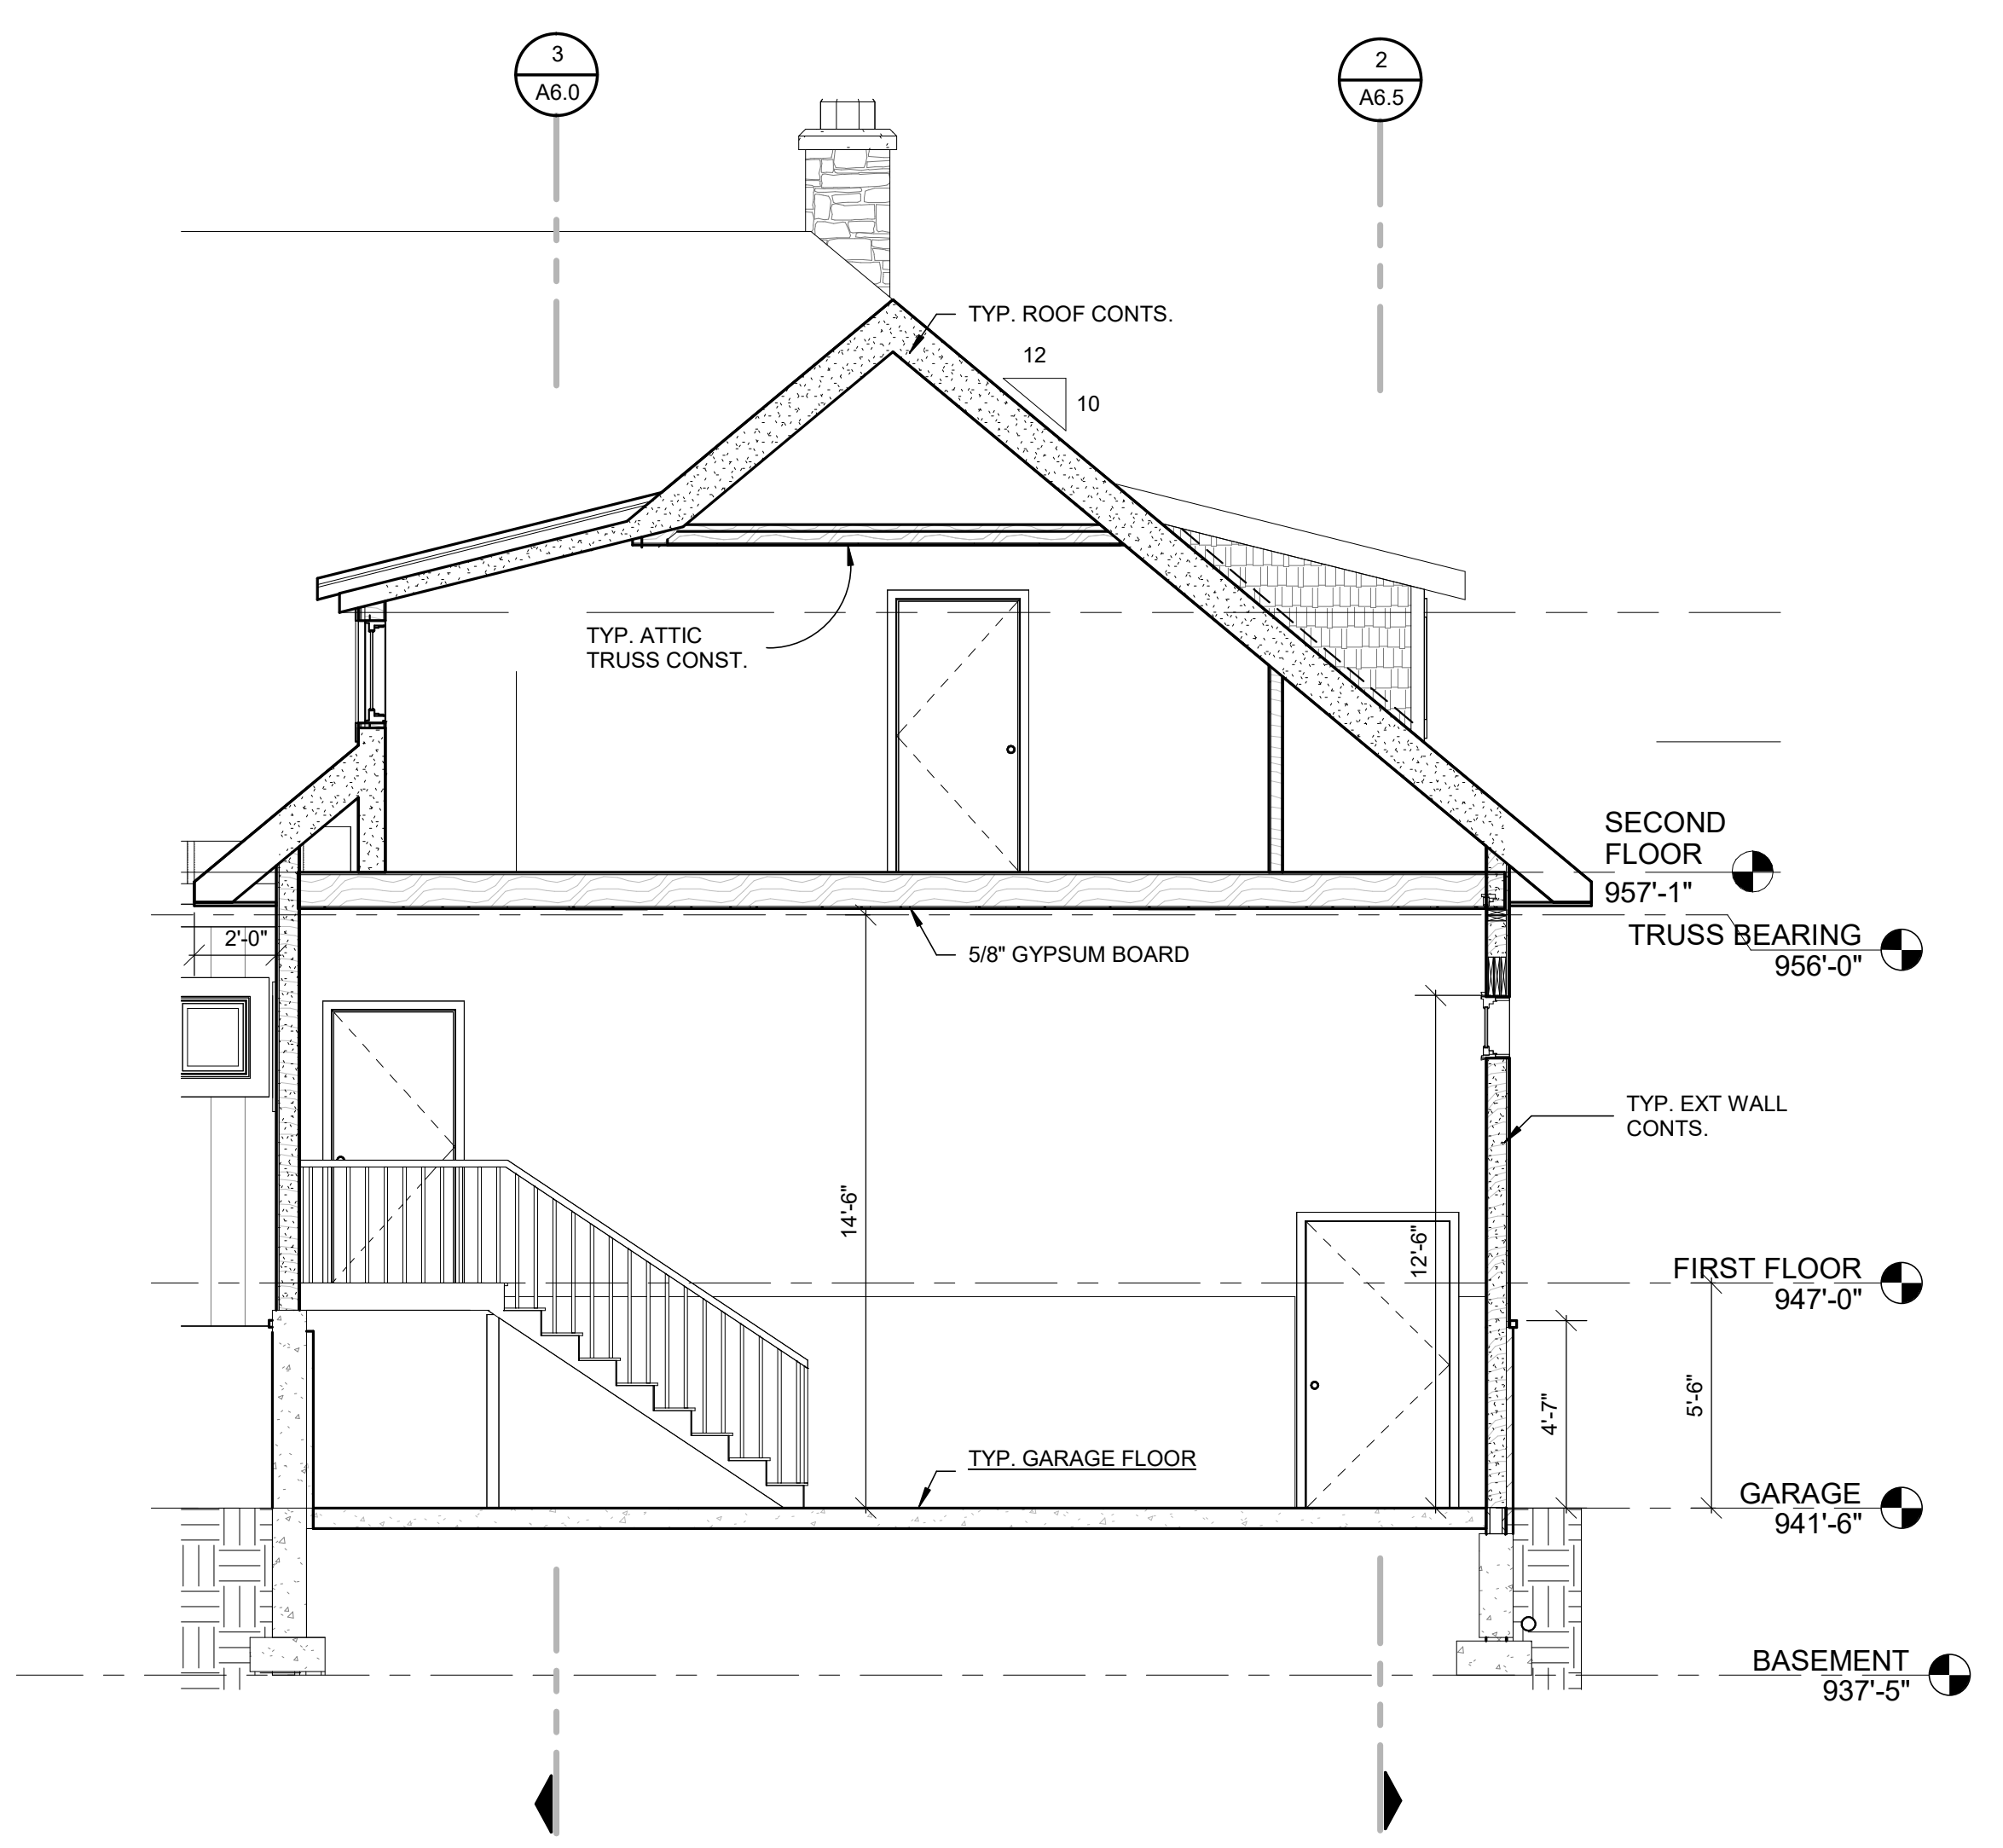 3
A6.0
2
A6.5
TYP. ROOF CONTS.
12
10
TYP. ATTIC
TRUSS CONST.
SECOND
FLOOR
957'-1"
TRUSS BEARING
956'-0"
2'-0"
5/8" GYPSUM BOARD
TYP. EXT WALL
CONTS.
14'-6"
12'-6"
FIRST FLOOR
947'-0"
4'-7"
5'-6"
TYP. GARAGE FLOOR
GARAGE
941'-6"
BASEMENT
937'-5"